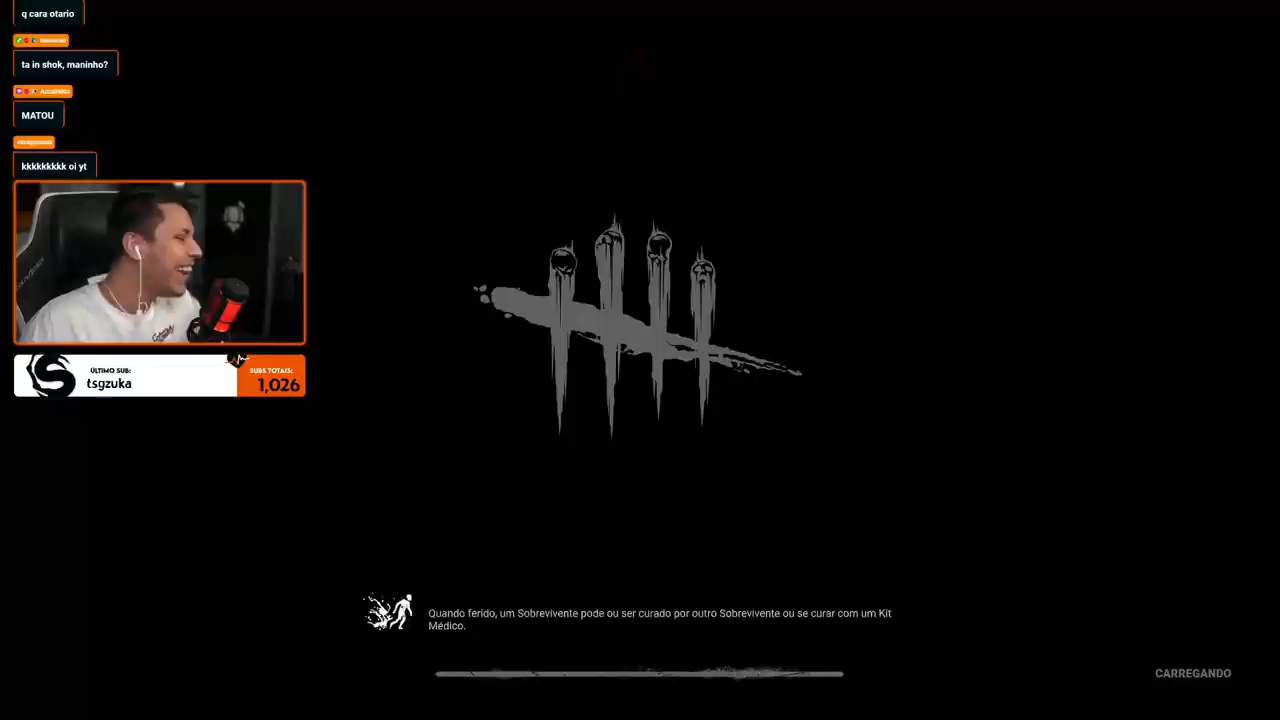 q cara otario
ta in shok, maninho?
MATOU
kkkkkkkkk oi yt
ÚLTIMO SUB:
tsgzuka
SUBS TOTAIS:
1,026
Quando ferido, um Sobrevivente pode ou ser curado por outro Sobrevivente ou se curar com um Kit
Médico.
CARREGANDO